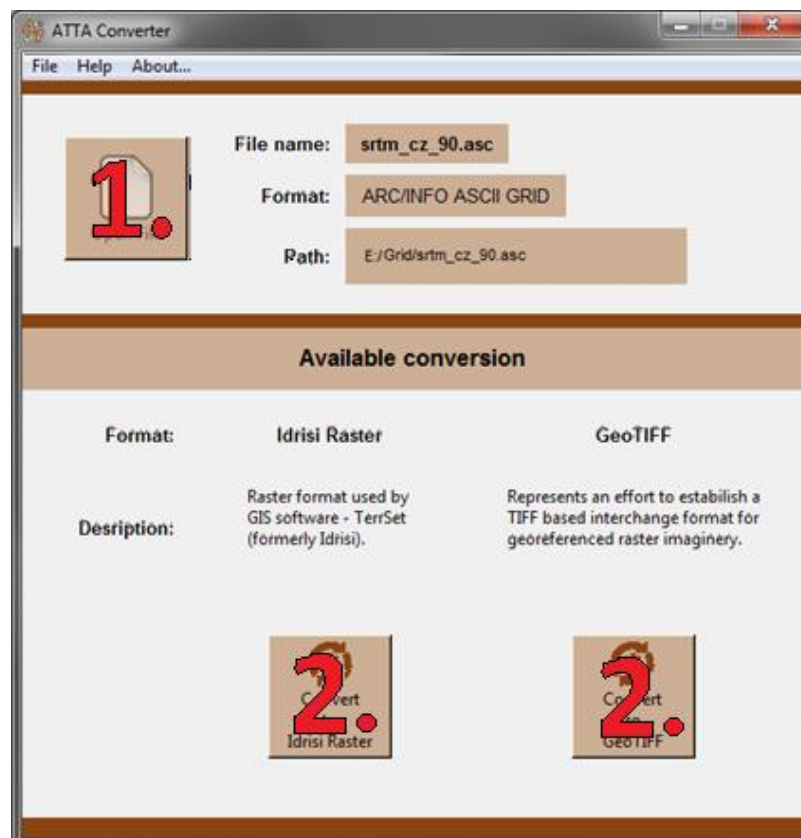 ATTA Converter
File Help About...
File name: srtm_cz_90.asc
Format: ARC/INFO ASCII GRID
Path: E:/Grid/srtm_cz_90.asc
1.
Available conversion
Format: Idrisi Raster GeoTIFF
Desription:
Raster format used by
GIS software - TerrSet
(formerly Idrisi).
Represents an effort to estabilish a
TIFF based interchange format for
georeferenced raster imaginery.
2.
Convert
Idrisi Raster
2.
Convert
GeoTIFF